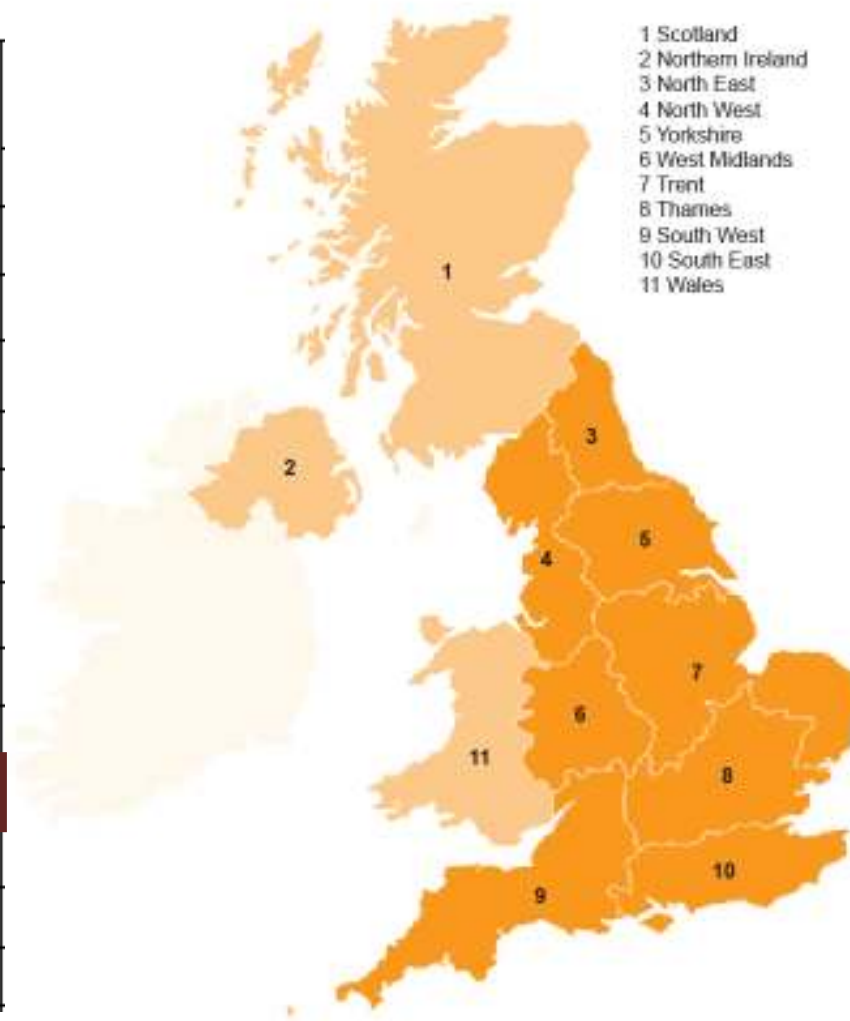 1 Scotland
2 Northern Ireland
3 North East
4 North West
5 Yorkshire
6 West Midlands
7 Trent
8 Thames
9 South West
10 South East
11 Wales
1
3
2
5
4
7
6
11
8
10
9